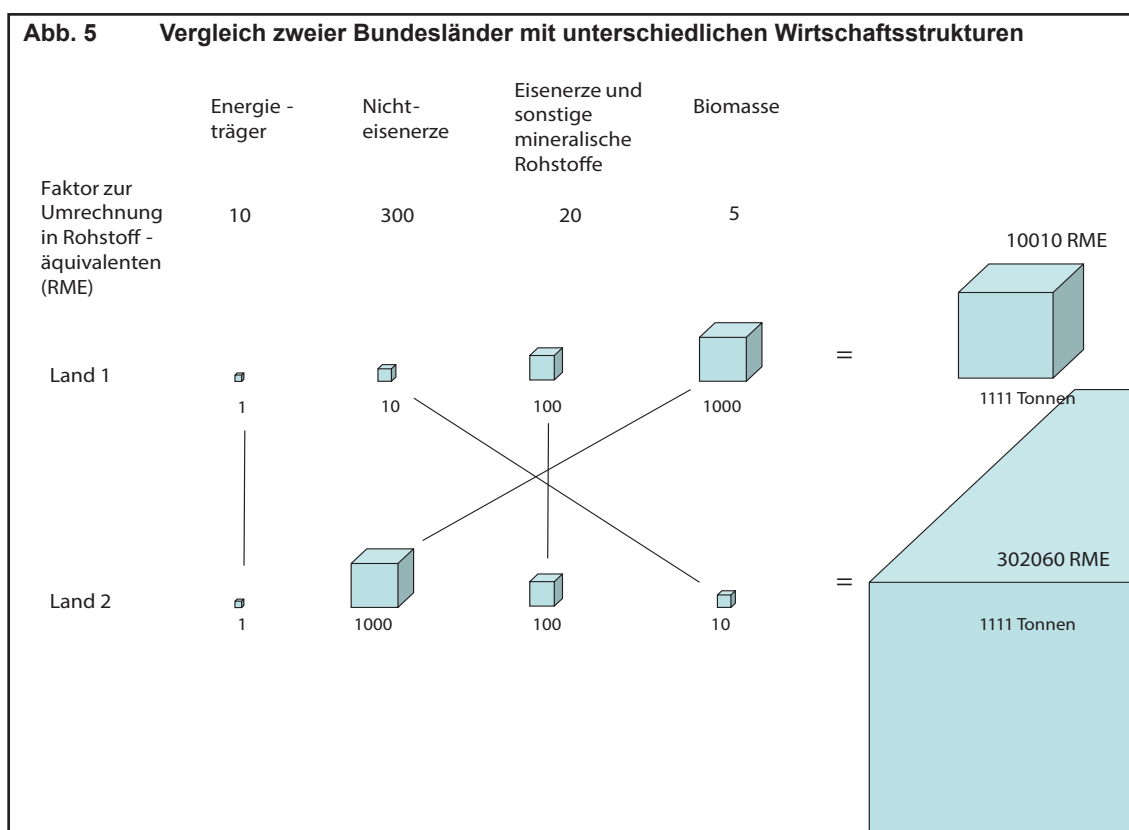 Abb. 5 Vergleich zweier Bundesländer mit unterschiedlichen Wirtschaftsstrukturen
Energie -
träger
Nicht-
eisenerze
Eisenerze und
sonstige
mineralische
Rohstoffe
Biomasse
Faktor zur
Umrechnung
in Rohstoff -
äquivalenten
(RME)
10
300
20
5
10010 RME
Land 1
=
1
10
100
1000
1111 Tonnen
302060 RME
Land 2
=
1
1000
100
10
1111 Tonnen